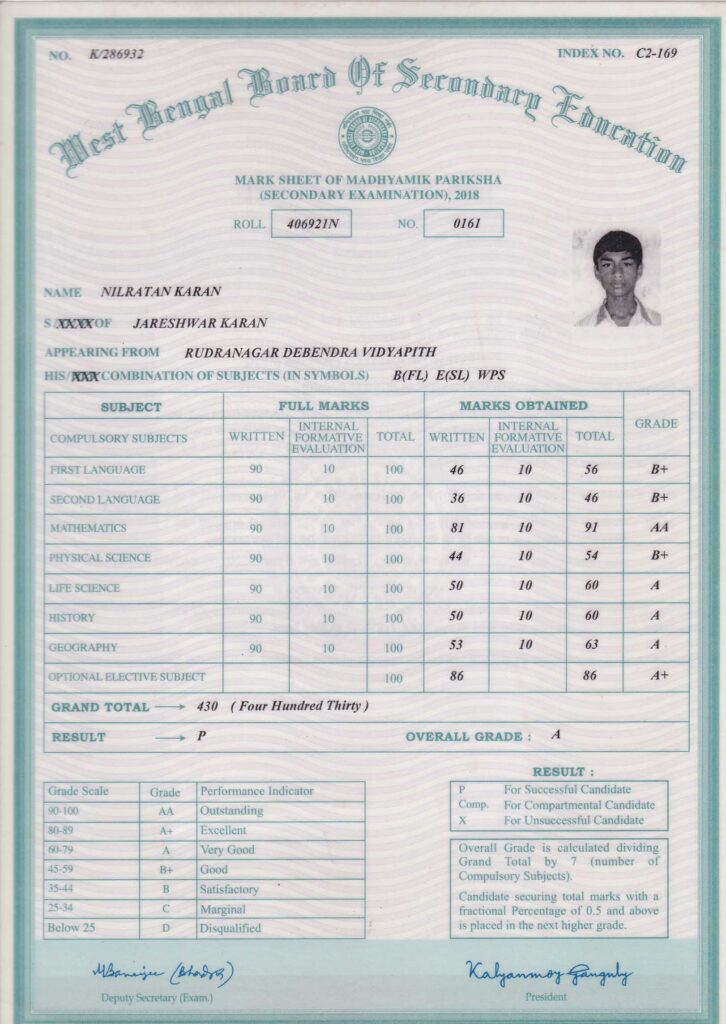 NO. K/286932 INDEX NO. C2-169
West Bengal Board Of Secondary Education
MARK SHEET OF MADHYAMIK PARIKSHA
(SECONDARY EXAMINATION), 2018
ROLL 406921N NO. 0161
NAME NILRATAN KARAN
S/XXXX OF JARESHWAR KARAN
APPEARING FROM RUDRANAGAR DEBENDRA VIDYAPITH
HIS/XXX COMBINATION OF SUBJECTS (IN SYMBOLS) B(FL) E(SL) WPS
SUBJECT FULL MARKS MARKS OBTAINED GRADE
COMPULSORY SUBJECTS WRITTEN INTERNAL FORMATIVE EVALUATION TOTAL WRITTEN INTERNAL FORMATIVE EVALUATION TOTAL
FIRST LANGUAGE 90 10 100 46 10 56 B+
SECOND LANGUAGE 90 10 100 36 10 46 B+
MATHEMATICS 90 10 100 81 10 91 AA
PHYSICAL SCIENCE 90 10 100 44 10 54 B+
LIFE SCIENCE 90 10 100 50 10 60 A
HISTORY 90 10 100 50 10 60 A
GEOGRAPHY 90 10 100 53 10 63 A
OPTIONAL ELECTIVE SUBJECT 100 86 86 A+
GRAND TOTAL → 430 ( Four Hundred Thirty )
RESULT → P OVERALL GRADE : A
Grade Scale Grade Performance Indicator
90-100 AA Outstanding
80-89 A+ Excellent
60-79 A Very Good
45-59 B+ Good
35-44 B Satisfactory
25-34 C Marginal
Below 25 D Disqualified
RESULT :
P For Successful Candidate
Comp. For Compartmental Candidate
X For Unsuccessful Candidate
Overall Grade is calculated dividing
Grand Total by 7 (number of
Compulsory Subjects).
Candidate securing total marks with a
fractional Percentage of 0.5 and above
is placed in the next higher grade.
Kalyanmoy Ganguly
Deputy Secretary (Exam.) President